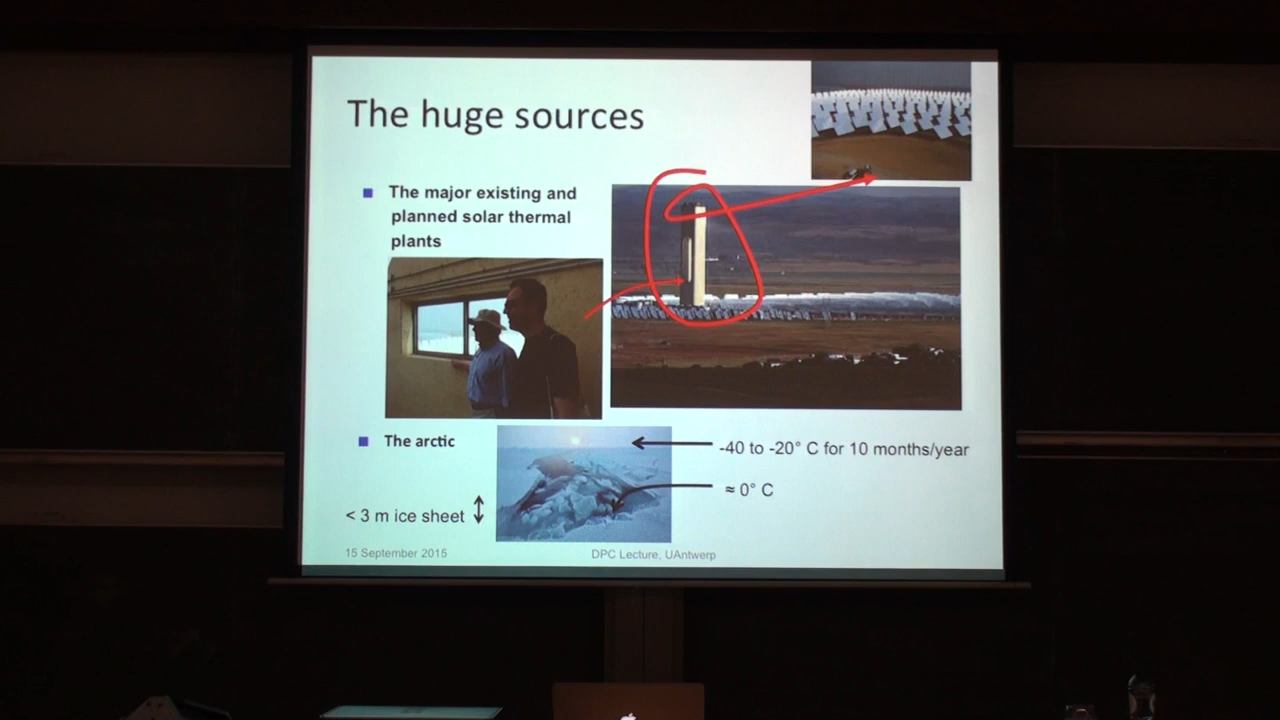 The huge sources
The major existing and
planned solar thermal
plants
The arctic
-40 to -20° C for 10 months/year
≈ 0° C
< 3 m ice sheet
15 September 2015
DPC Lecture, UAntwerp